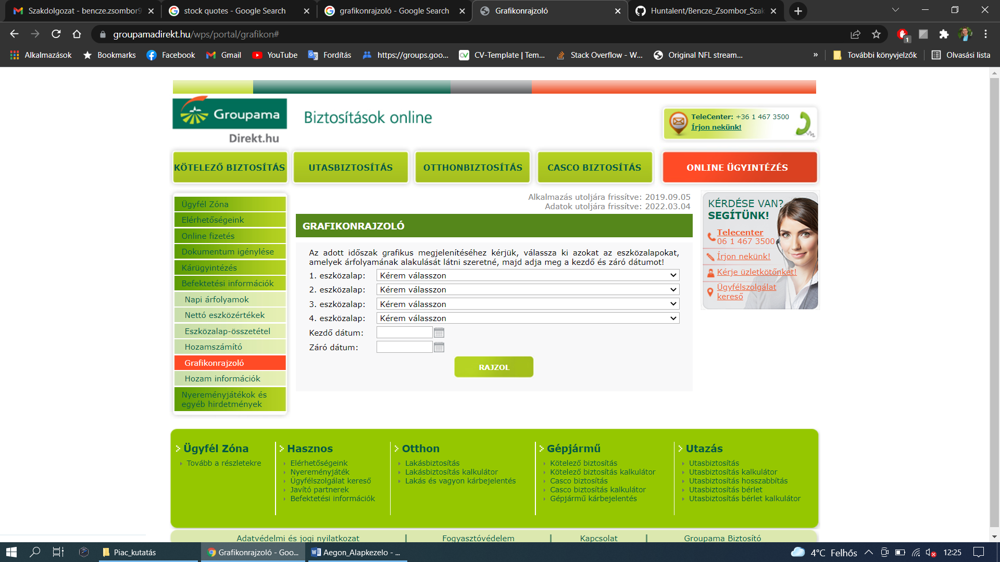 Szakdolgozat - bencze.zsombor9
stock quotes - Google Search
grafikonrajzoló - Google Search
Grafikonrajzoló
Huntalent/Bencze_Zsombor_Szak
groupamadirekt.hu/wps/portal/grafikon#
1
Alkalmazások
Bookmarks
Facebook
Gmail
YouTube
Fordítás
https://groups.goo...
CV-Template | Tem...
Stack Overflow - W...
Original NFL stream...
»
További könyvjelzők
Olvasási lista
Groupama
Direkt.hu
Biztosítások online
TeleCenter: +36 1 467 3500
Írjon nekünk!
KÖTELEZŐ BIZTOSÍTÁS
UTASBIZTOSÍTÁS
OTTHONBIZTOSÍTÁS
CASCO BIZTOSÍTÁS
ONLINE ÜGYINTÉZÉS
Ügyfél Zóna
Elérhetőségeink
Online fizetés
Dokumentum igénylése
Kárügyintézés
Befektetési információk
Napi árfolyamok
Nettó eszközértékek
Eszközalap-összetétel
Hozamszámító
Grafikonrajzoló
Hozam információk
Nyereményjátékok és
egyéb hirdetmények
Alkalmazás utoljára frissítve: 2019.09.05
Adatok utoljára frissítve: 2022.03.04
GRAFIKONRAJZOLÓ
Az adott időszak grafikus megjelenítéséhez kérjük, válassza ki azokat az eszközalapokat,
amelyek árfolyamának alakulását látni szeretné, majd adja meg a kezdő és záró dátumot!
1. eszközalap: Kérem válasszon
2. eszközalap: Kérem válasszon
3. eszközalap: Kérem válasszon
4. eszközalap: Kérem válasszon
Kezdő dátum:
Záró dátum:
RAJZOL
KÉRDÉSE VAN?
SEGÍTÜNK!
Telecenter
06 1 467 3500
Írjon nekünk!
Kérje üzletkötőnket!
Ügyfélszolgálat
kereső
Ügyfél Zóna
Tovább a részletekre
Hasznos
Elérhetőségeink
Nyereményjáték
Ügyfélszolgálat kereső
Javító partnerek
Befektetési információk
Otthon
Lakásbiztosítás
Lakásbiztosítás kalkulátor
Lakás és vagyon kárbejelentés
Gépjármű
Kötelező biztosítás
Kötelező biztosítás kalkulátor
Casco biztosítás
Casco biztosítás kalkulátor
Gépjármű kárbejelentés
Utazás
Utasbiztosítás
Utasbiztosítás kalkulátor
Utasbiztosítás hosszabbítás
Utasbiztosítás bérlet
Utasbiztosítás bérlet kalkulátor
Adatvédelmi és jogi nyilatkozat
Fogyasztóvédelem
Kapcsolat
Groupama Biztosító
Piac_kutatás
Grafikonrajzoló - Goo...
Aegon_Alapkezelo - ...
4°C Felhős
12:25